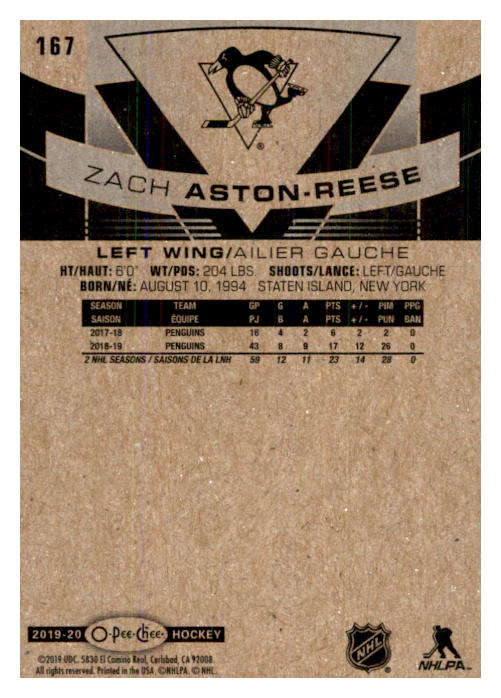 167
®
ZACH ASTON-REESE
LEFT WING/AILIER GAUCHE
HT/HAUT: 6'0" WT/POS: 204 LBS. SHOOTS/LANCE: LEFT/GAUCHE
BORN/NÉ: AUGUST 10, 1994 STATEN ISLAND, NEW YORK
SEASON TEAM GP G A PTS +/- PIM PPG
SAISON ÉQUIPE PJ B A PTS +/- PUN BAN
2017-18 PENGUINS 16 4 2 6 2 2 0
2018-19 PENGUINS 43 8 9 17 12 26 0
2 NHL SEASONS / SAISONS DE LA LNH 59 12 11 23 14 28 0
2019-20 O-Pee-Chee HOCKEY
©2019 UDC. 5830 El Camino Real, Carlsbad, CA 92008.
All rights reserved. Printed in the USA. ©NHLPA. © NHL.
NHL
NHLPA